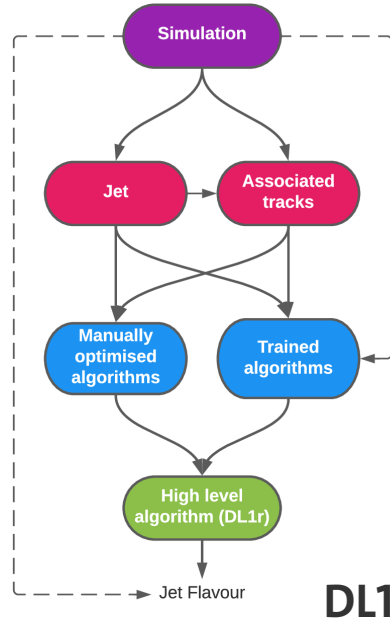 Simulation
Jet
Associated
tracks
Manually
optimised
algorithms
Trained
algorithms
High level
algorithm (DL1r)
Jet Flavour
DL1